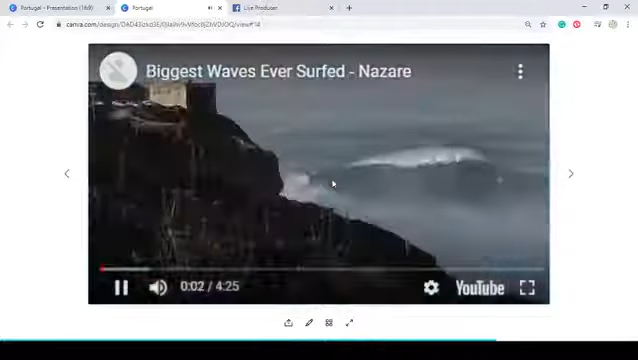 Portugal - Presentation (16:9)
Portugal
Live Producer
Biggest Waves Ever Surfed - Nazare
0:02 / 4:25
YouTube